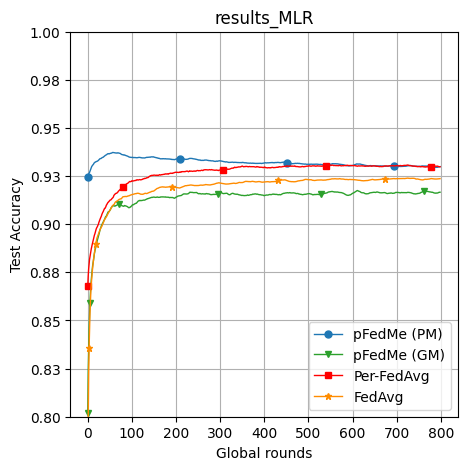 results_MLR
1.00
0.98
0.95
0.93
0.90
0.88
0.85
0.83
0.80
Test Accuracy
pFedMe (PM)
pFedMe (GM)
Per-FedAvg
FedAvg
0 100 200 300 400 500 600 700 800
Global rounds